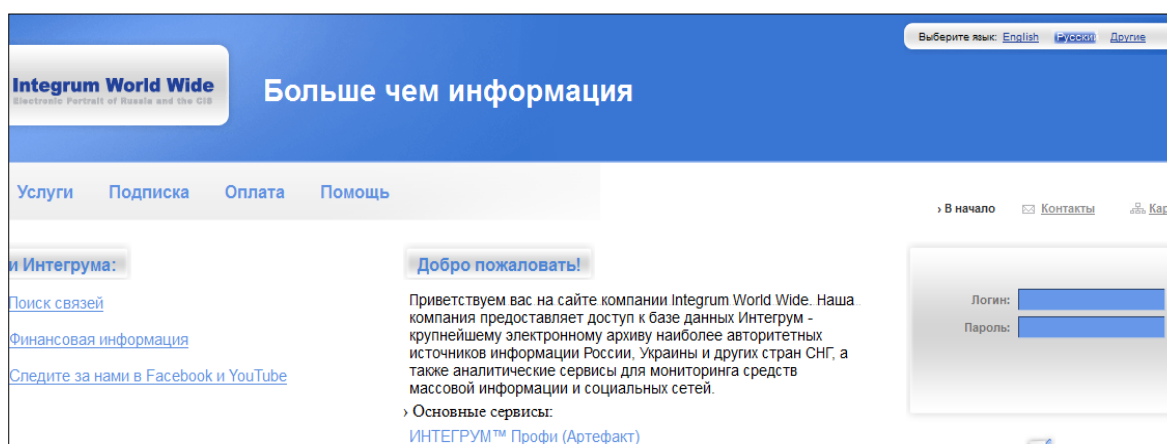 Выберите язык: English Русский Другие
Integrum World Wide
Electronic Portrait of Russia and the CIS
Больше чем информация
Услуги Подписка Оплата Помощь
› В начало Контакты Кар
и Интегрума:
Поиск связей
Финансовая информация
Следите за нами в Facebook и YouTube
Добро пожаловать!
Приветствуем вас на сайте компании Integrum World Wide. Наша
компания предоставляет доступ к базе данных Интегрум -
крупнейшему электронному архиву наиболее авторитетных
источников информации России, Украины и других стран СНГ, а
также аналитические сервисы для мониторинга средств
массовой информации и социальных сетей.
› Основные сервисы:
ИНТЕГРУМ™ Профи (Артефакт)
Логин:
Пароль: